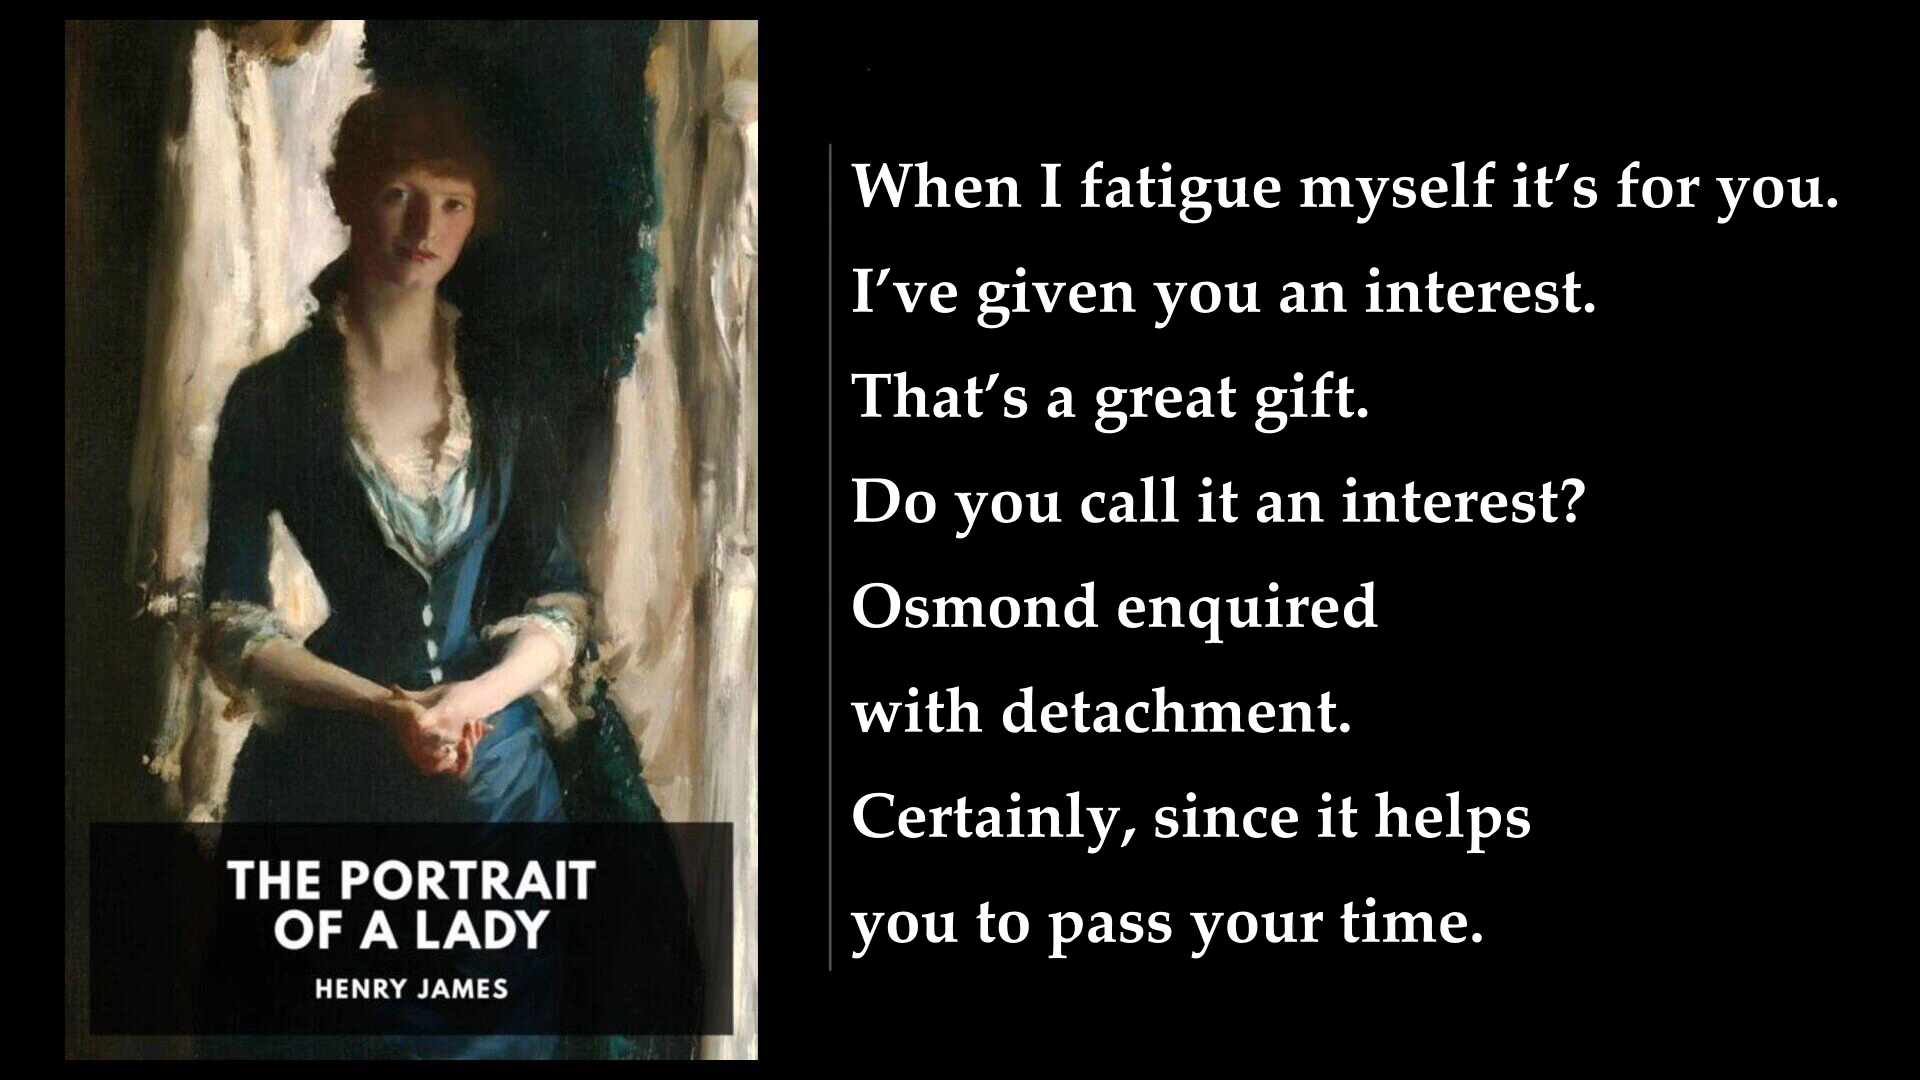 THE PORTRAIT
OF A LADY
HENRY JAMES
When I fatigue myself it’s for you.
I’ve given you an interest.
That’s a great gift.
Do you call it an interest?
Osmond enquired
with detachment.
Certainly, since it helps
you to pass your time.